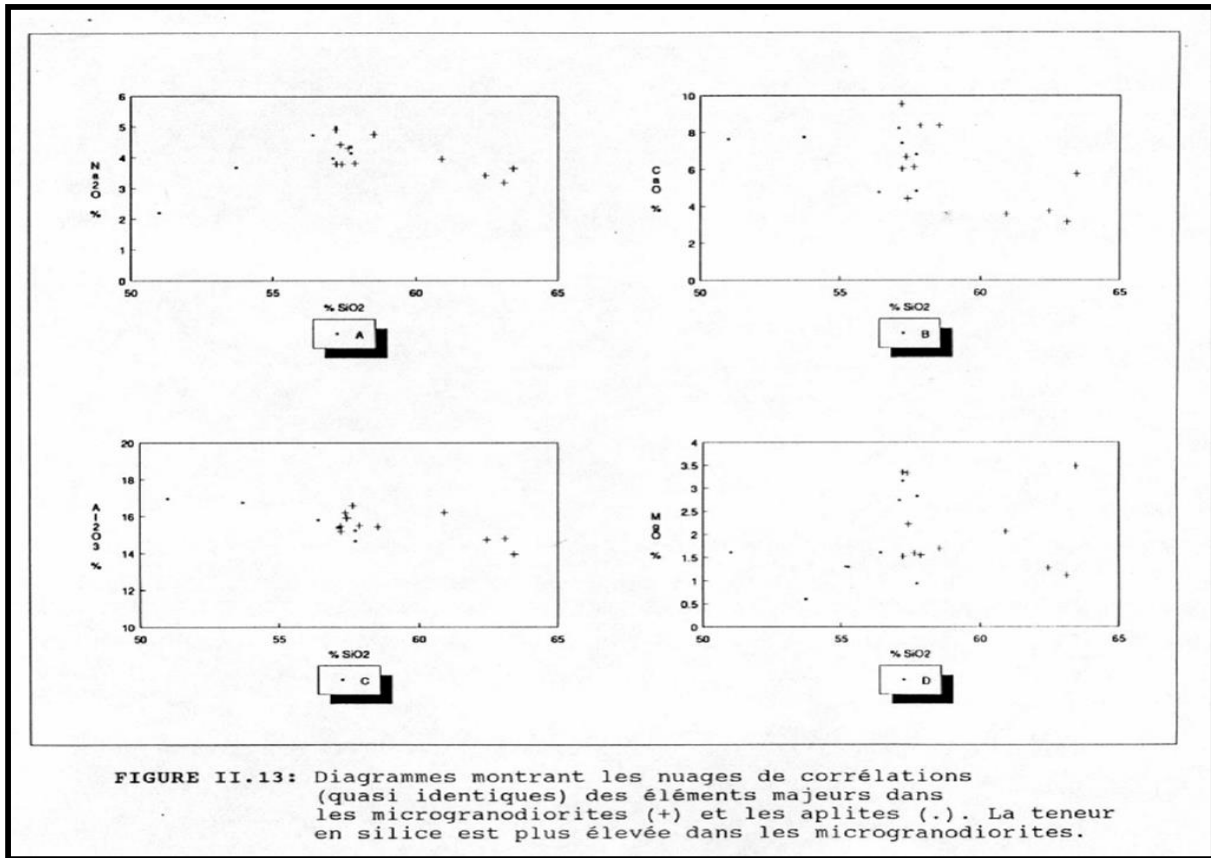 6
5
4
3
2
1
0
Na2O %
50
55
60
65
% SiO2
A
10
8
6
4
2
0
CaO %
50
55
60
65
% SiO2
B
20
18
16
14
12
10
Al2O3 %
50
55
60
65
% SiO2
C
4
3.5
3
2.5
2
1.5
1
0.5
0
MgO %
50
55
60
65
% SiO2
D
FIGURE II.13: Diagrammes montrant les nuages de corrélations
(quasi identiques) des éléments majeurs dans
les microgranodiorites (+) et les aplites (.). La teneur
en silice est plus élevée dans les microgranodiorites.